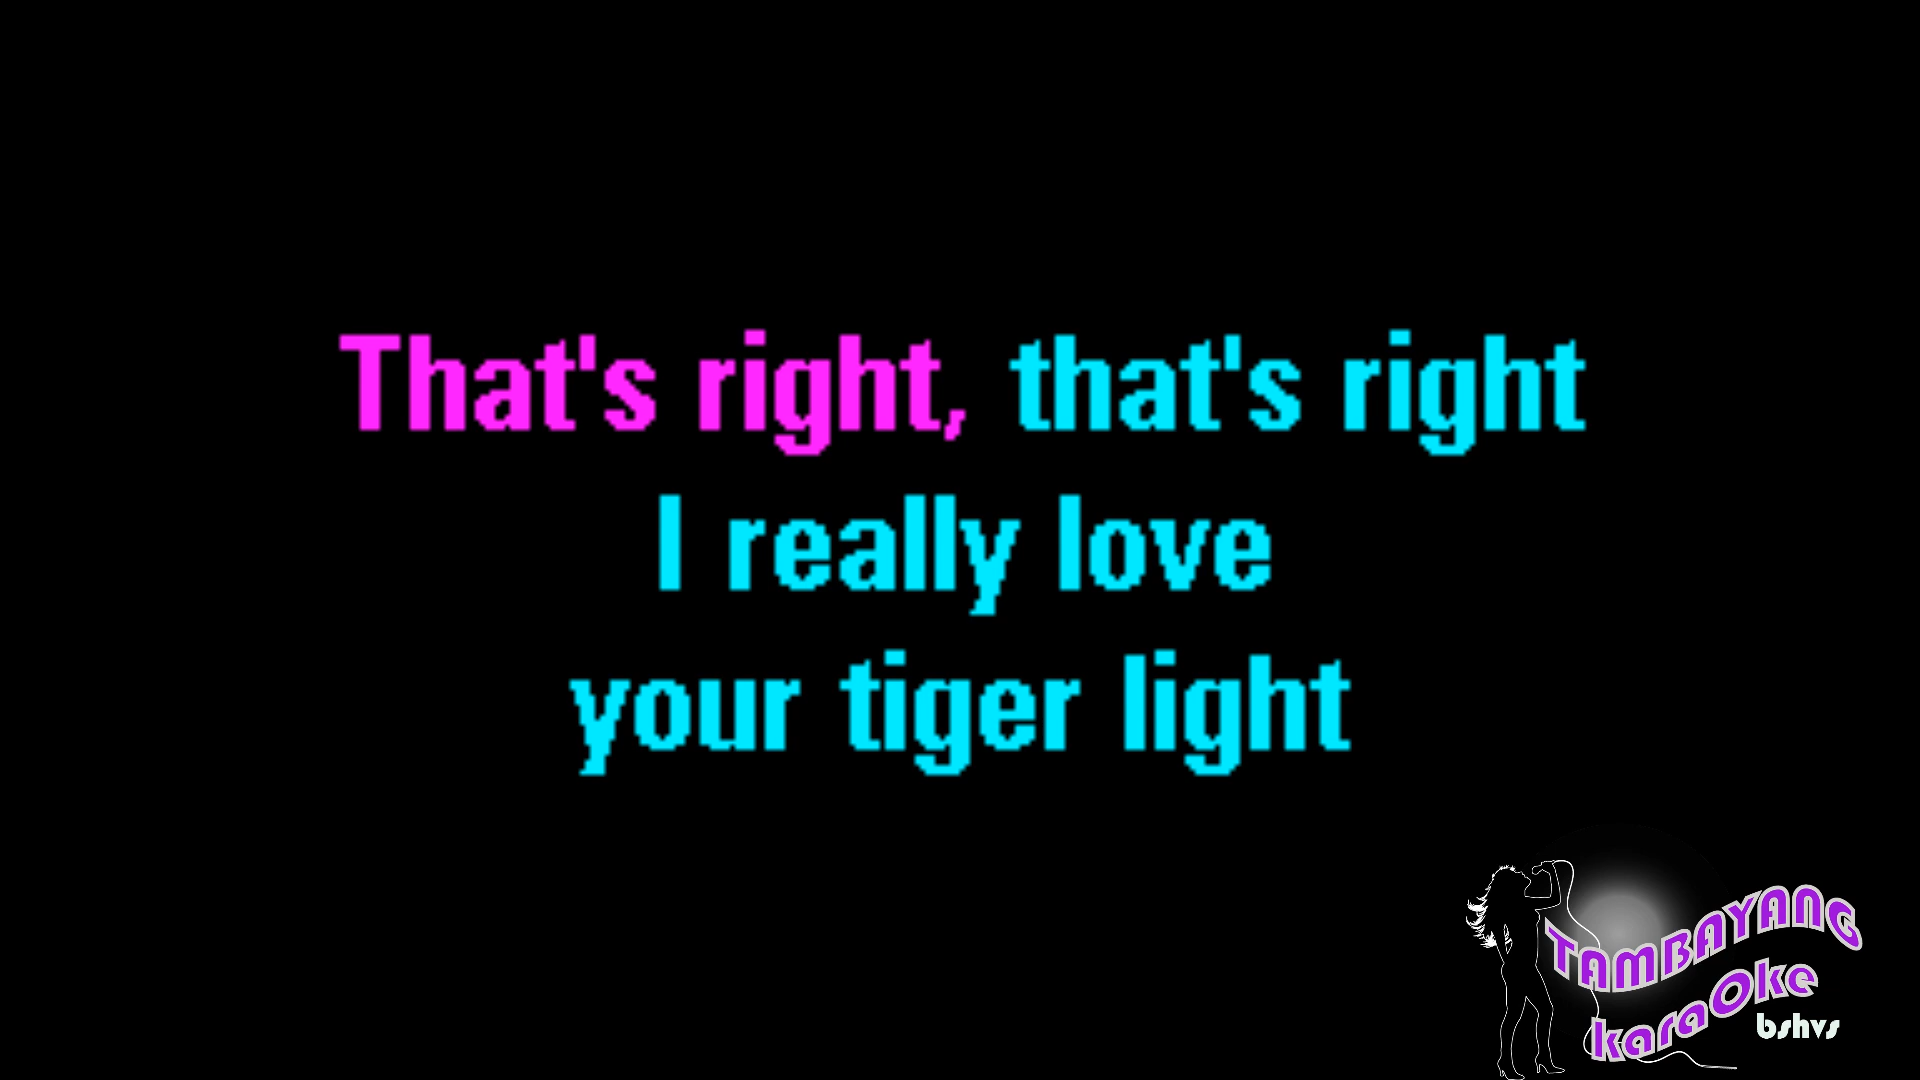 That's right, that's right
I really love
your tiger light
TAMBAYANG
karaOke
bshvs